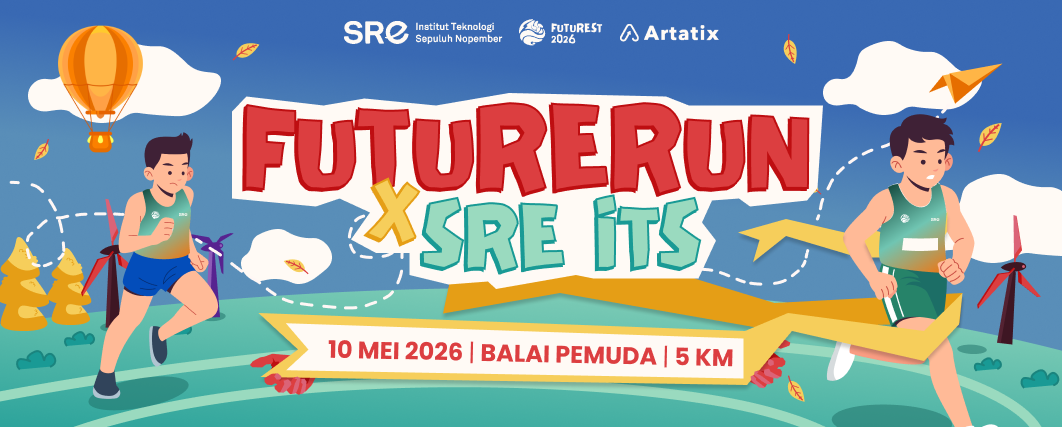 SRE Institut Teknologi
Sepuluh Nopember
FUTUREST
2026
Artatix
FUTURERUN
X SRE iTS
10 MEI 2026 | BALAI PEMUDA | 5 KM